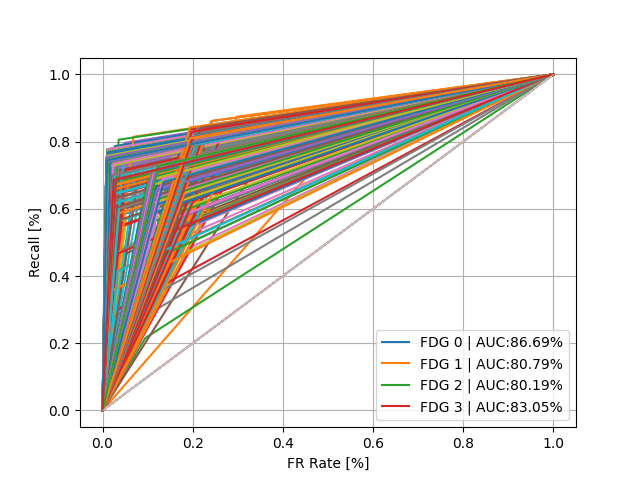 1.0
0.8
0.6
0.4
0.2
0.0
Recall [%]
0.0 0.2 0.4 0.6 0.8 1.0
FR Rate [%]
FDG 0 | AUC:86.69%
FDG 1 | AUC:80.79%
FDG 2 | AUC:80.19%
FDG 3 | AUC:83.05%